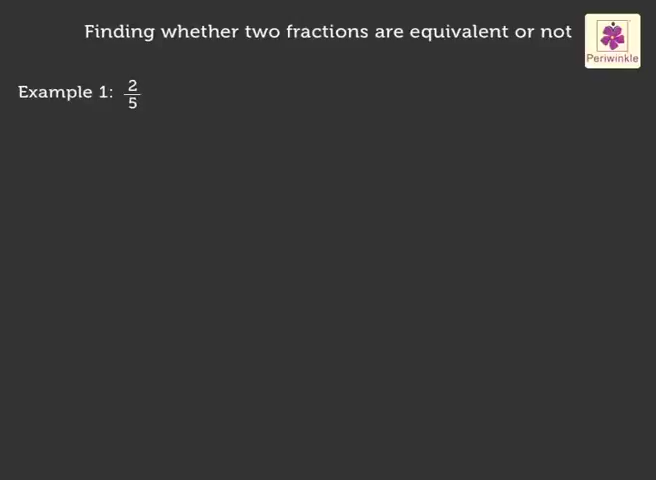 Finding whether two fractions are equivalent or not
Periwinkle
Example 1: 2/5